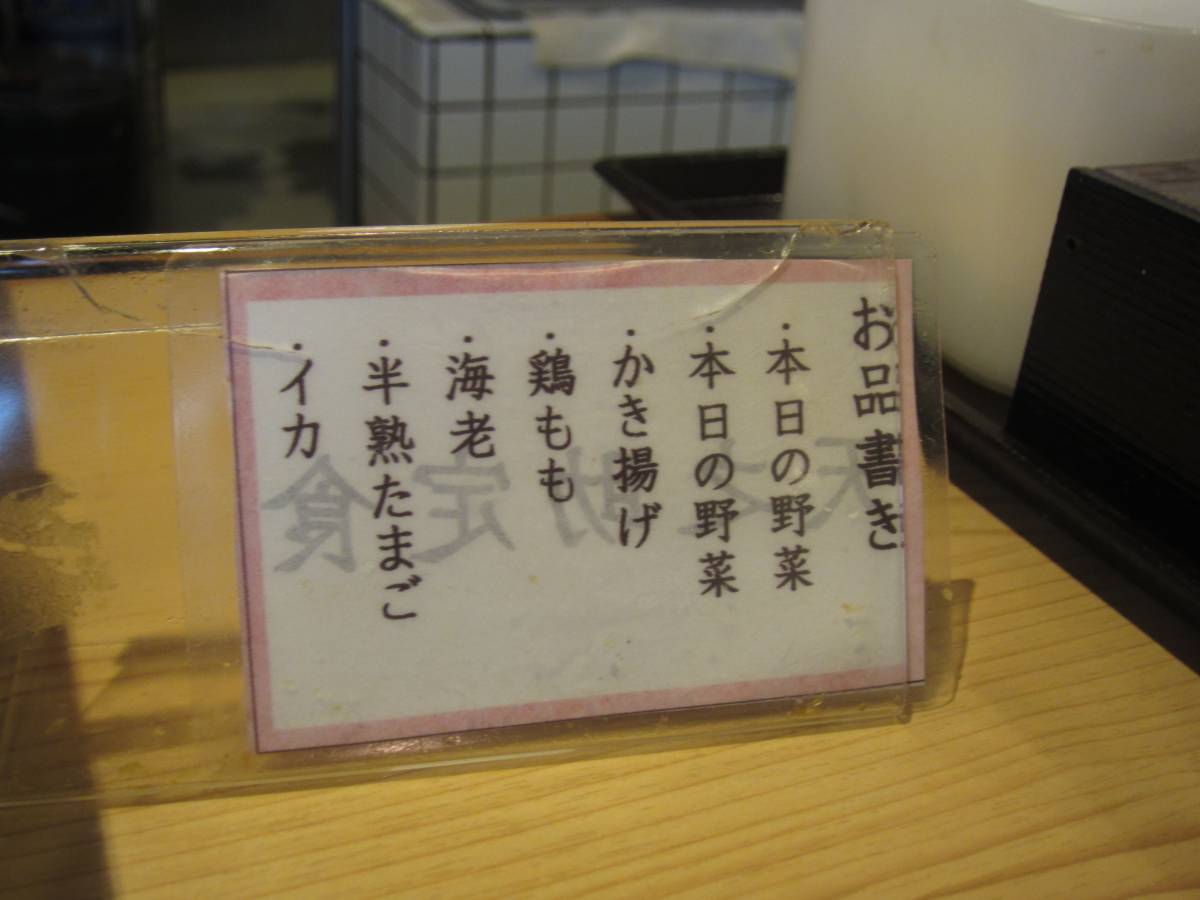 お品書き
・本日の野菜
・本日の野菜
・かき揚げ
・鶏もも
・海老
・半熟たまご
・イカ